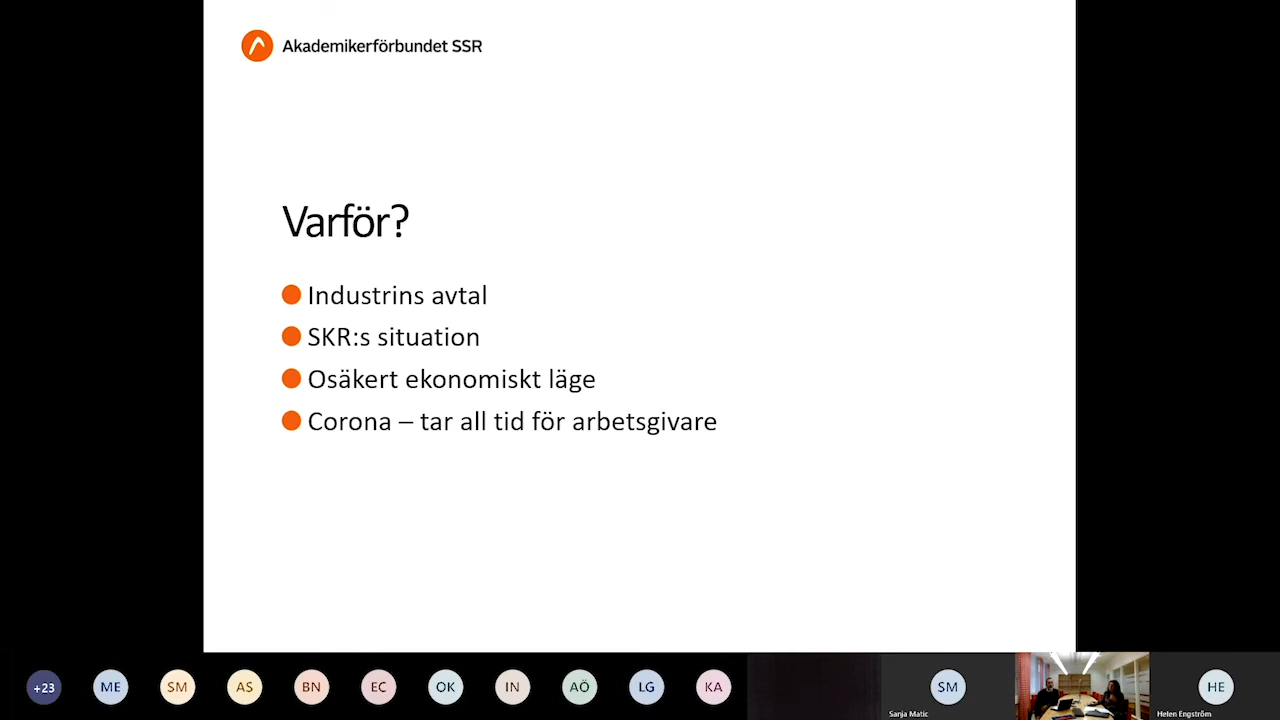 Akademikerförbundet SSR
Varför?
Industrins avtal
SKR:s situation
Osäkert ekonomiskt läge
Corona – tar all tid för arbetsgivare
+23 ME SM AS BN EC OK IN AÖ LG KA SM HE
Sanja Matic Helen Engström